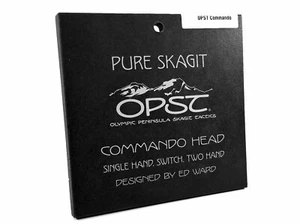 OPST Commando
PURE SKAGIT
OPST
OLYMPIC PENINSULA SKAGIT TACTICS
COMMANDO HEAD
SINGLE HAND, SWITCH, TWO HAND
DESIGNED BY ED WARD